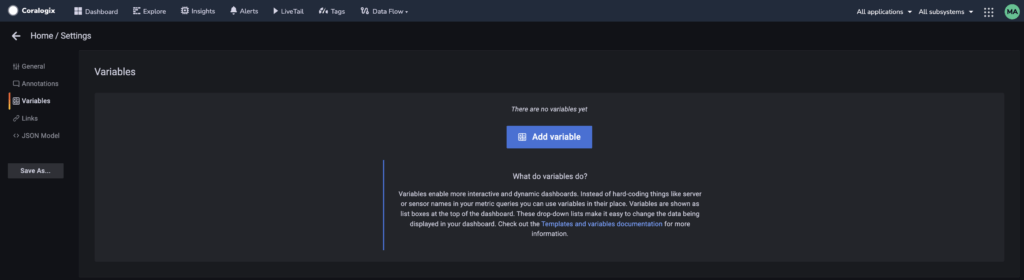 Coralogix Dashboard Explore Insights Alerts LiveTail Tags Data Flow All applications All subsystems MA
Home / Settings
General
Annotations
Variables
Links
JSON Model
Save As...
Variables
There are no variables yet
Add variable
What do variables do?
Variables enable more interactive and dynamic dashboards. Instead of hard-coding things like server
or sensor names in your metric queries you can use variables in their place. Variables are shown as
list boxes at the top of the dashboard. These drop-down lists make it easy to change the data being
displayed in your dashboard. Check out the Templates and variables documentation for more
information.